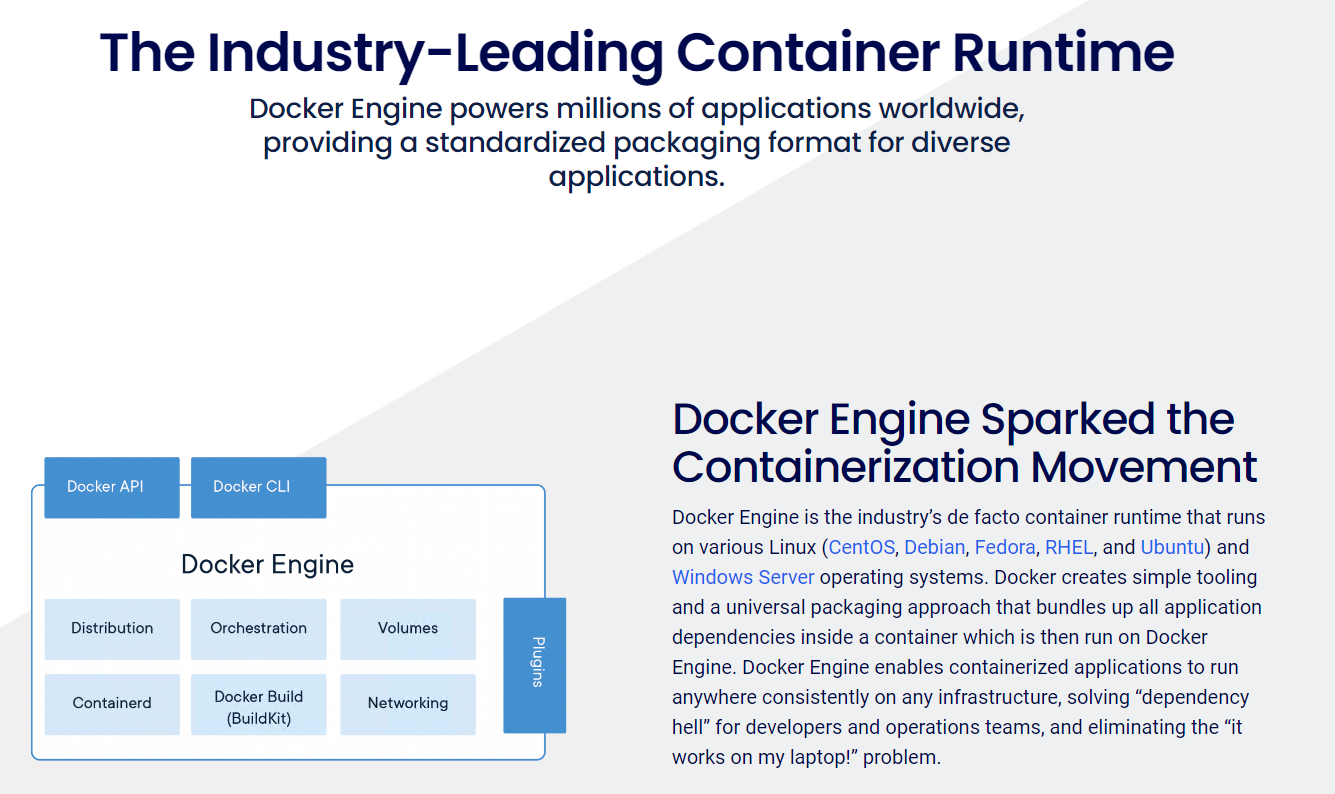 The Industry-Leading Container Runtime
Docker Engine powers millions of applications worldwide,
providing a standardized packaging format for diverse
applications.
Docker API
Docker CLI
Docker Engine
Distribution
Orchestration
Volumes
Containerd
Docker Build
(BuildKit)
Networking
Plugins
Docker Engine Sparked the
Containerization Movement
Docker Engine is the industry’s de facto container runtime that runs
on various Linux (CentOS, Debian, Fedora, RHEL, and Ubuntu) and
Windows Server operating systems. Docker creates simple tooling
and a universal packaging approach that bundles up all application
dependencies inside a container which is then run on Docker
Engine. Docker Engine enables containerized applications to run
anywhere consistently on any infrastructure, solving “dependency
hell” for developers and operations teams, and eliminating the “it
works on my laptop!” problem.